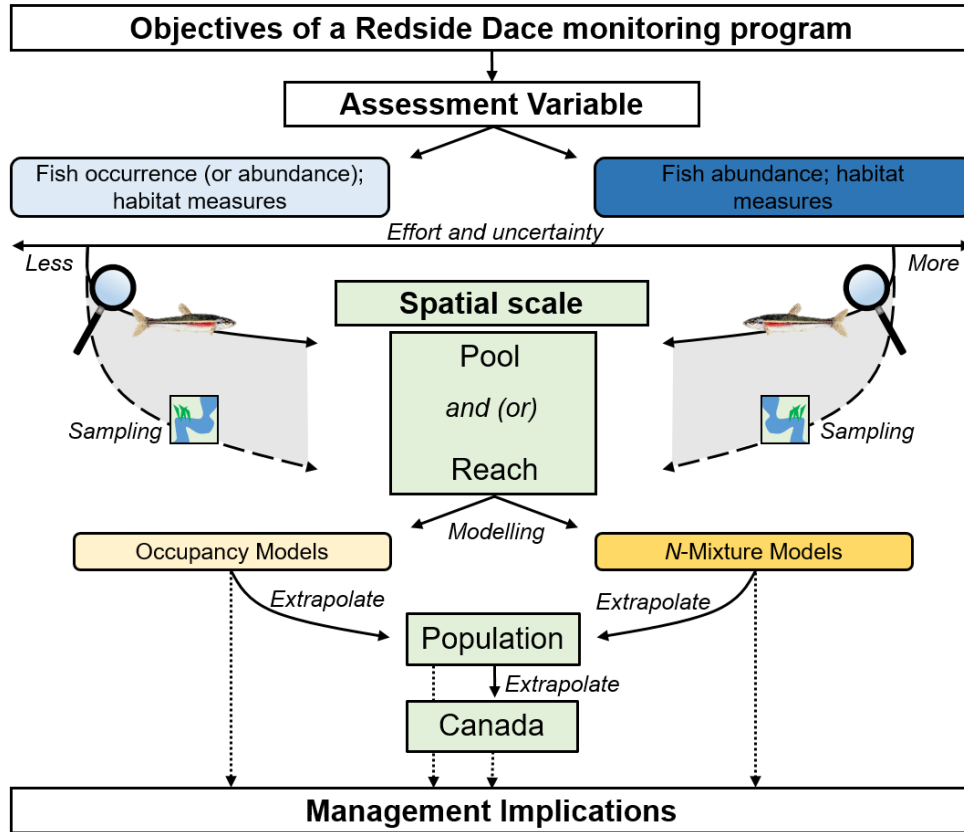 Objectives of a Redside Dace monitoring program
Assessment Variable
Fish occurrence (or abundance);
habitat measures
Fish abundance; habitat
measures
Effort and uncertainty
Less
More
Spatial scale
Pool
and (or)
Reach
Sampling
Sampling
Modelling
Occupancy Models
N-Mixture Models
Extrapolate
Extrapolate
Population
Extrapolate
Canada
Management Implications